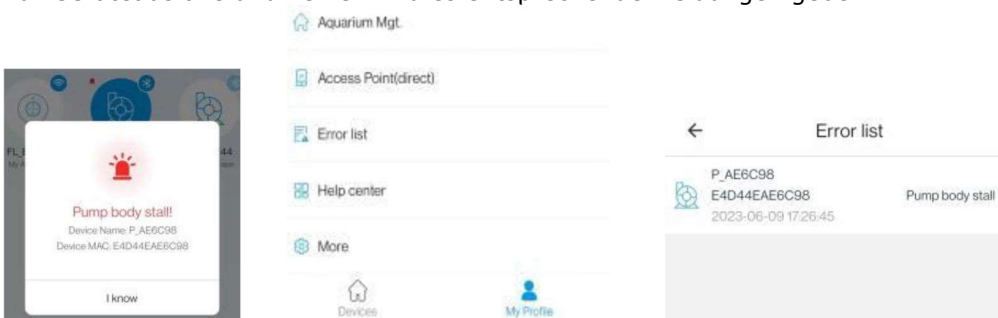 Pump body stall!
Device Name: P_AE6C98
Device MAC: E4D44EAE6C98
I know
Aquarium Mgt.
Access Point(direct)
Error list
Help center
More
Devices
My Profile
Error list
P_AE6C98
E4D44EAE6C98
Pump body stall
2023-06-09 17:26:45